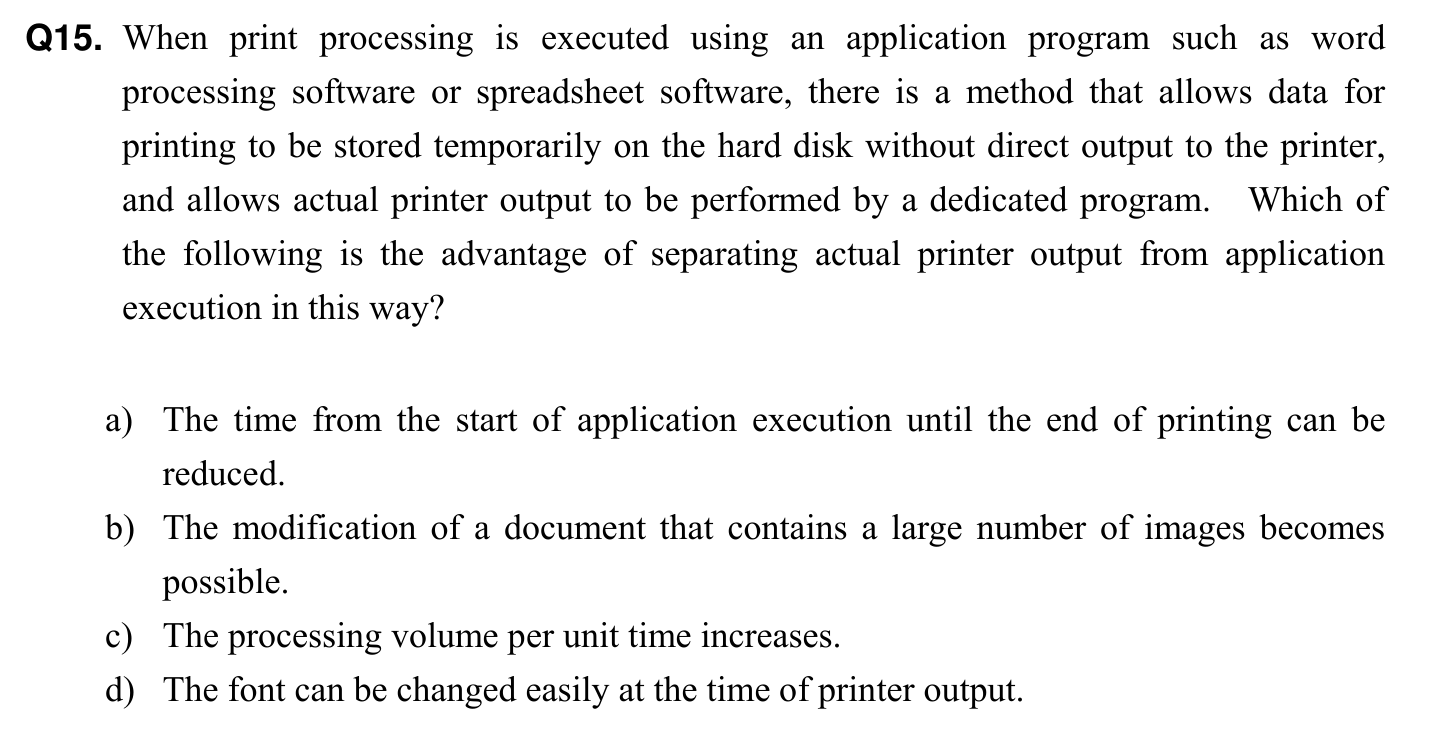 Q15. When print processing is executed using an application program such as word
processing software or spreadsheet software, there is a method that allows data for
printing to be stored temporarily on the hard disk without direct output to the printer,
and allows actual printer output to be performed by a dedicated program. Which of
the following is the advantage of separating actual printer output from application
execution in this way?
a) The time from the start of application execution until the end of printing can be
reduced.
b) The modification of a document that contains a large number of images becomes
possible.
c) The processing volume per unit time increases.
d) The font can be changed easily at the time of printer output.